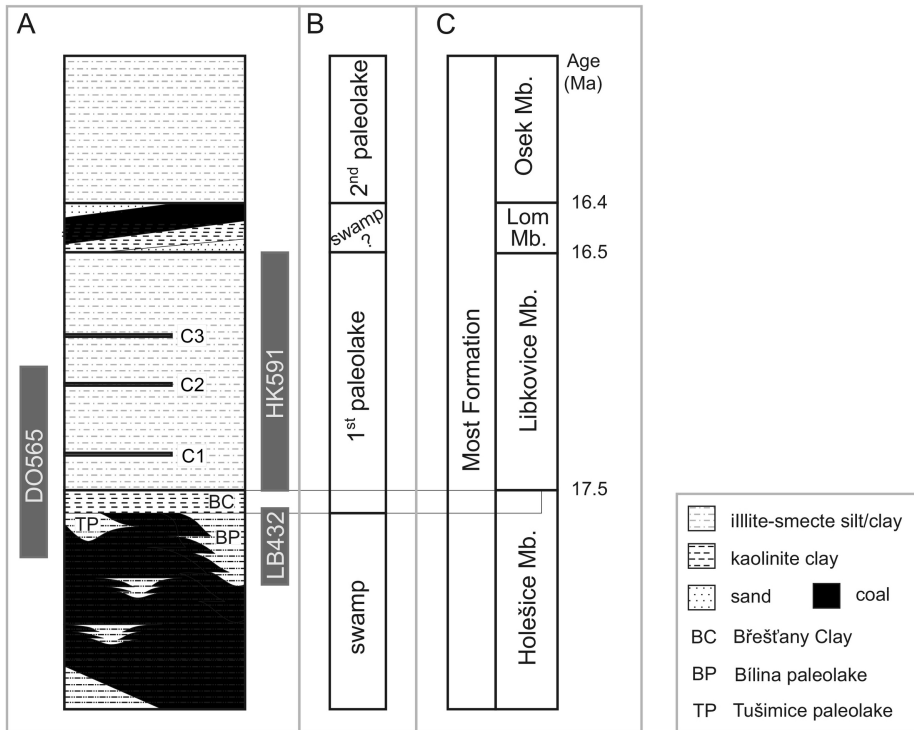 A
B
C
Age
(Ma)
2nd paleolake
Osek Mb.
16.4
swamp
?
Lom
Mb.
16.5
C3
C2
C1
HK591
DO565
1st paleolake
Most Formation
Libkovice Mb.
17.5
BC
TP
BP
LB432
swamp
Holešice Mb.
illlite-smecte silt/clay
kaolinite clay
sand
coal
BC Břešťany Clay
BP Bílina paleolake
TP Tušimice paleolake